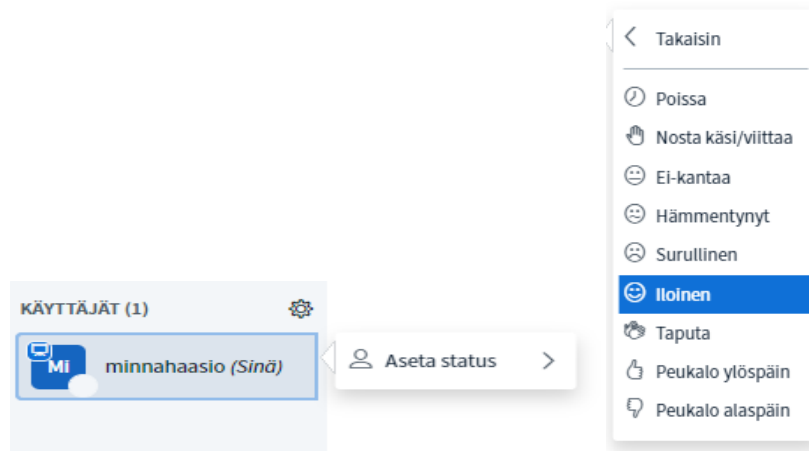 KÄYTTÄJÄT (1)
Mi
minnahaasio (Sinä)
Aseta status
Takaisin
Poissa
Nosta käsi/viittaa
Ei-kantaa
Hämmentynyt
Surullinen
Iloinen
Taputa
Peukalo ylöspäin
Peukalo alaspäin